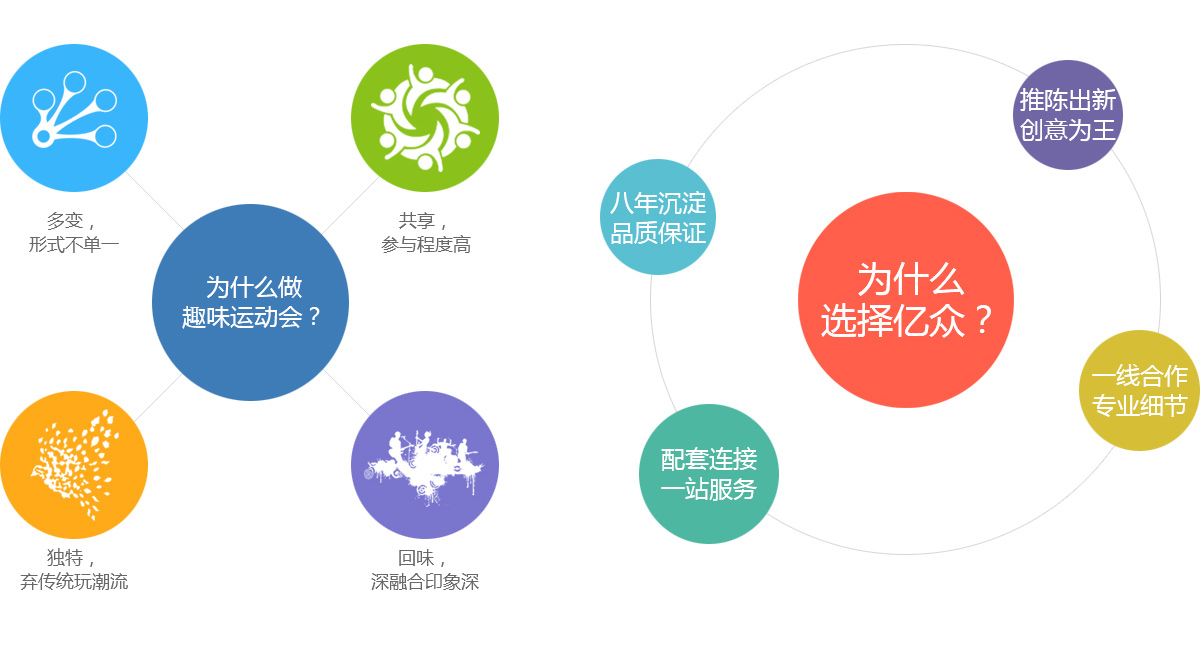 多变，
形式不单一
共享，
参与程度高
为什么做
趣味运动会？
独特，
弃传统玩潮流
回味，
深融合印象深
推陈出新
创意为王
八年沉淀
品质保证
为什么
选择亿众？
一线合作
专业细节
配套连接
一站服务